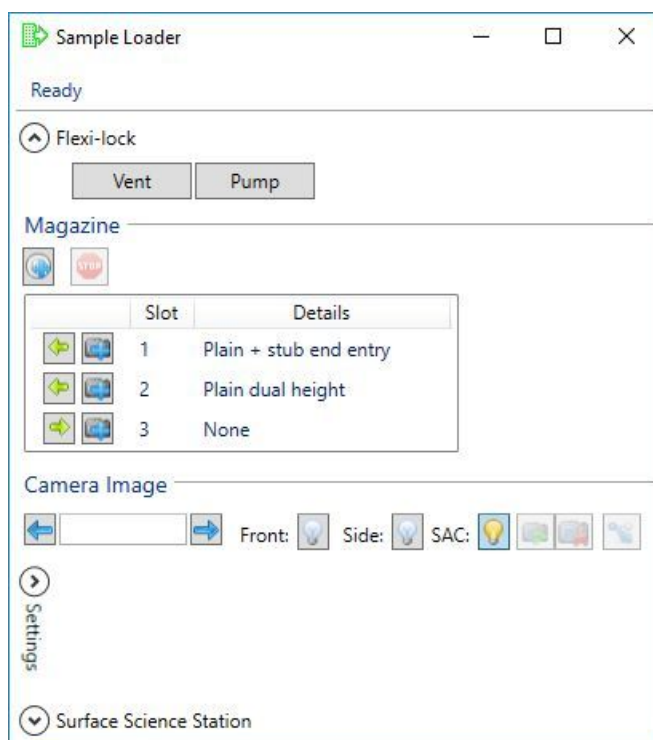 Sample Loader
Ready
Flexi-lock
Vent Pump
Magazine
STOP
Slot Details
1 Plain + stub end entry
2 Plain dual height
3 None
Camera Image
Front: Side: SAC:
Settings
Surface Science Station